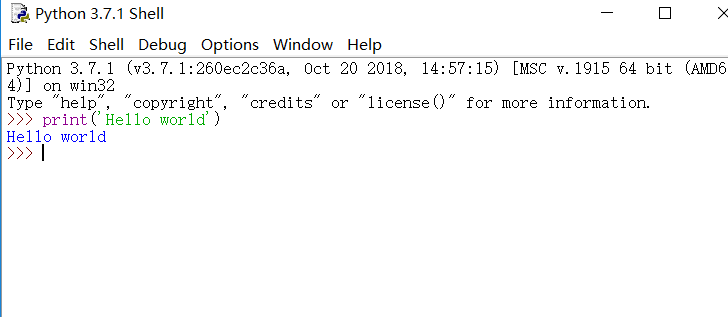 Python 3.7.1 Shell
File Edit Shell Debug Options Window Help
Python 3.7.1 (v3.7.1:260ec2c36a, Oct 20 2018, 14:57:15) [MSC v.1915 64 bit (AMD6
4)] on win32
Type "help", "copyright", "credits" or "license()" for more information.
>>> print('Hello world')
Hello world
>>>